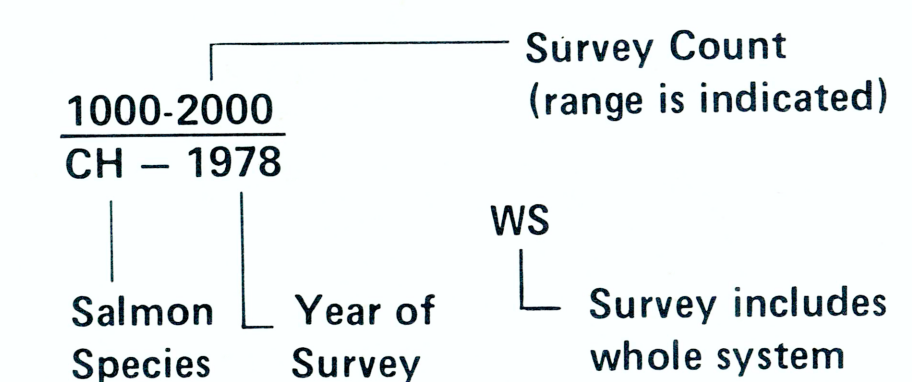 Survey Count
(range is indicated)
1000-2000
CH – 1978
WS
Salmon
Species
Year of
Survey
Survey includes
whole system